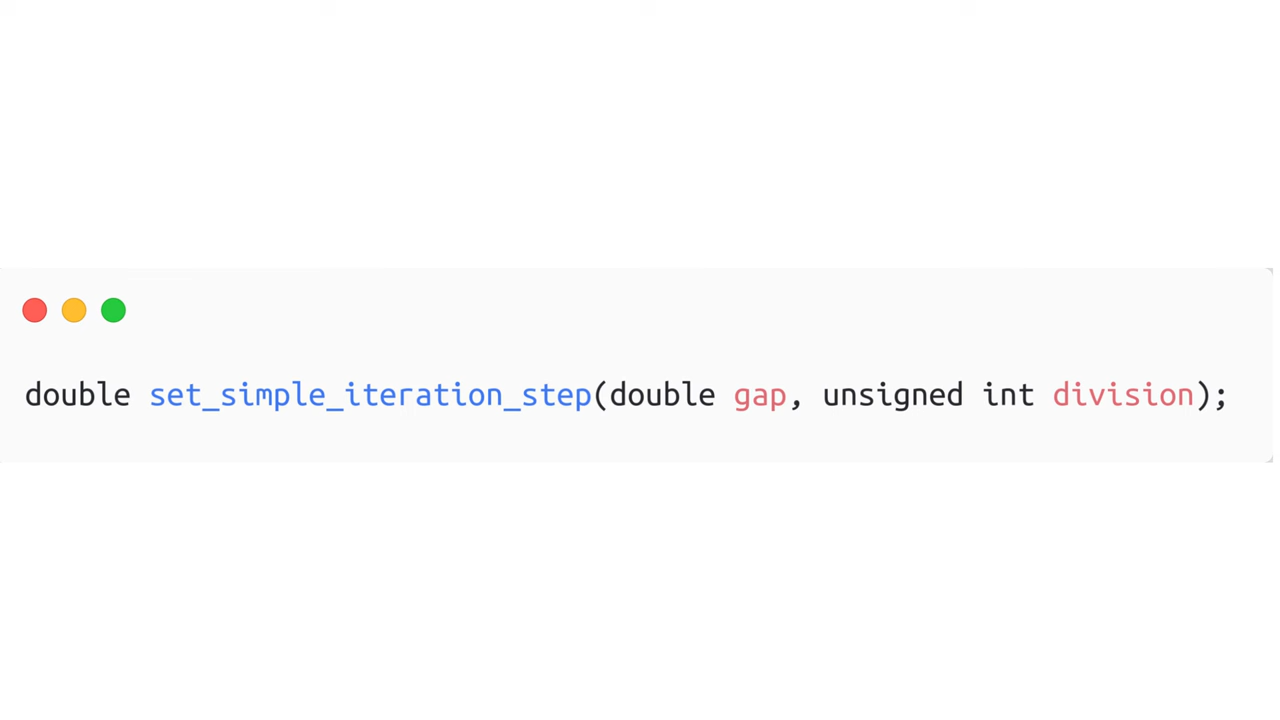 double set_simple_iteration_step(double gap, unsigned int division);